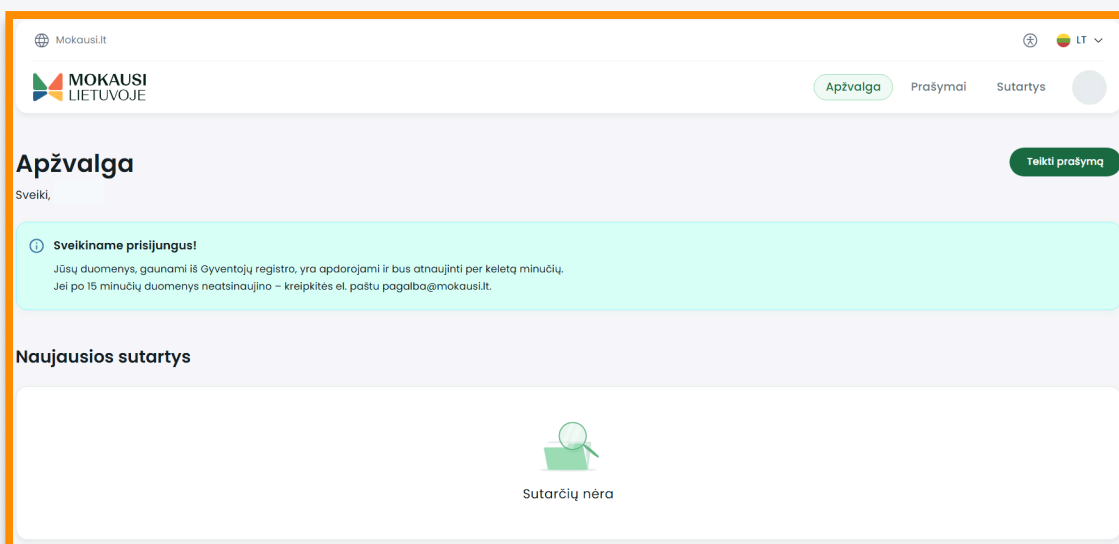 Mokausi.lt
LT
MOKAUSI
LIETUVOJE
Apžvalga
Prašymai
Sutartys
Apžvalga
Teikti prašymą
Sveiki,
Sveikiname prisijungus!
Jūsų duomenys, gaunami iš Gyventojų registro, yra apdorojami ir bus atnaujinti per keletą minučių.
Jei po 15 minučių duomenys neatsinaujino – kreipkitės el. paštu pagalba@mokausi.lt.
Naujausios sutartys
Sutarčių nėra